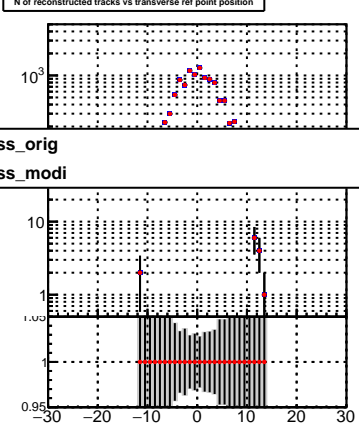 N of reconstructed tracks vs transverse ref point position
10³
ss_orig
ss_modi
10
1
1.05
1
0.95
−30 −20 −10 0 10 20 30